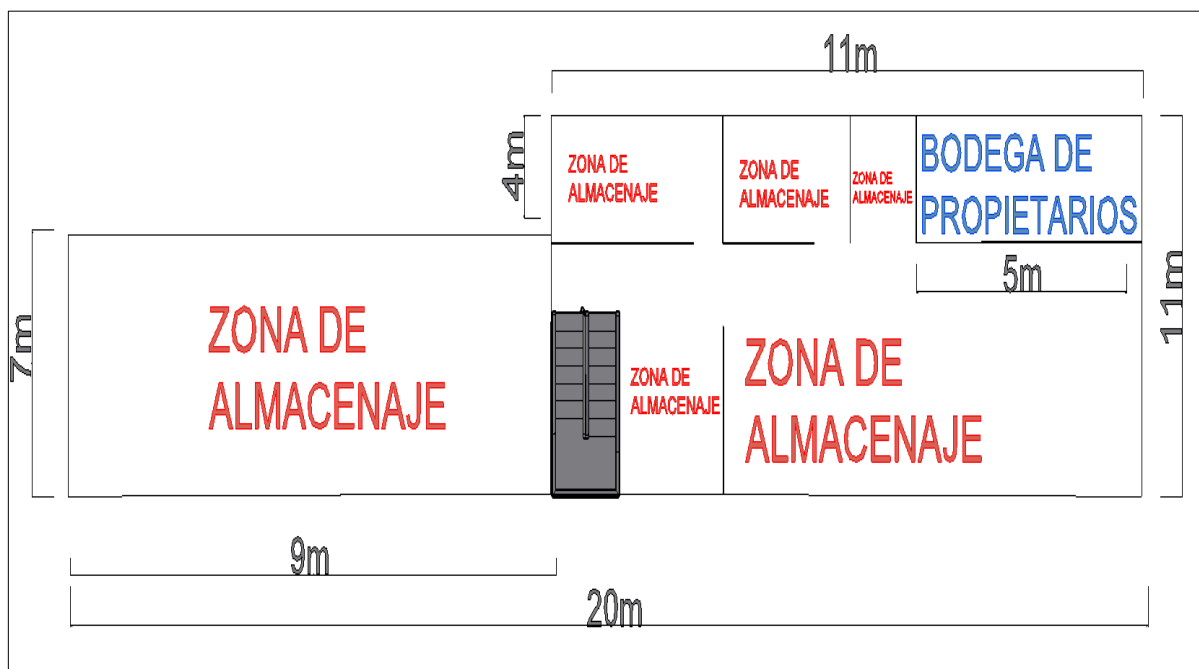 11m
4m
ZONA DE
ALMACENAJE
ZONA DE
ALMACENAJE
ZONA DE
ALMACENAJE
BODEGA DE
PROPIETARIOS
5m
11m
7m
ZONA DE
ALMACENAJE
ZONA DE
ALMACENAJE
ZONA DE
ALMACENAJE
9m
20m